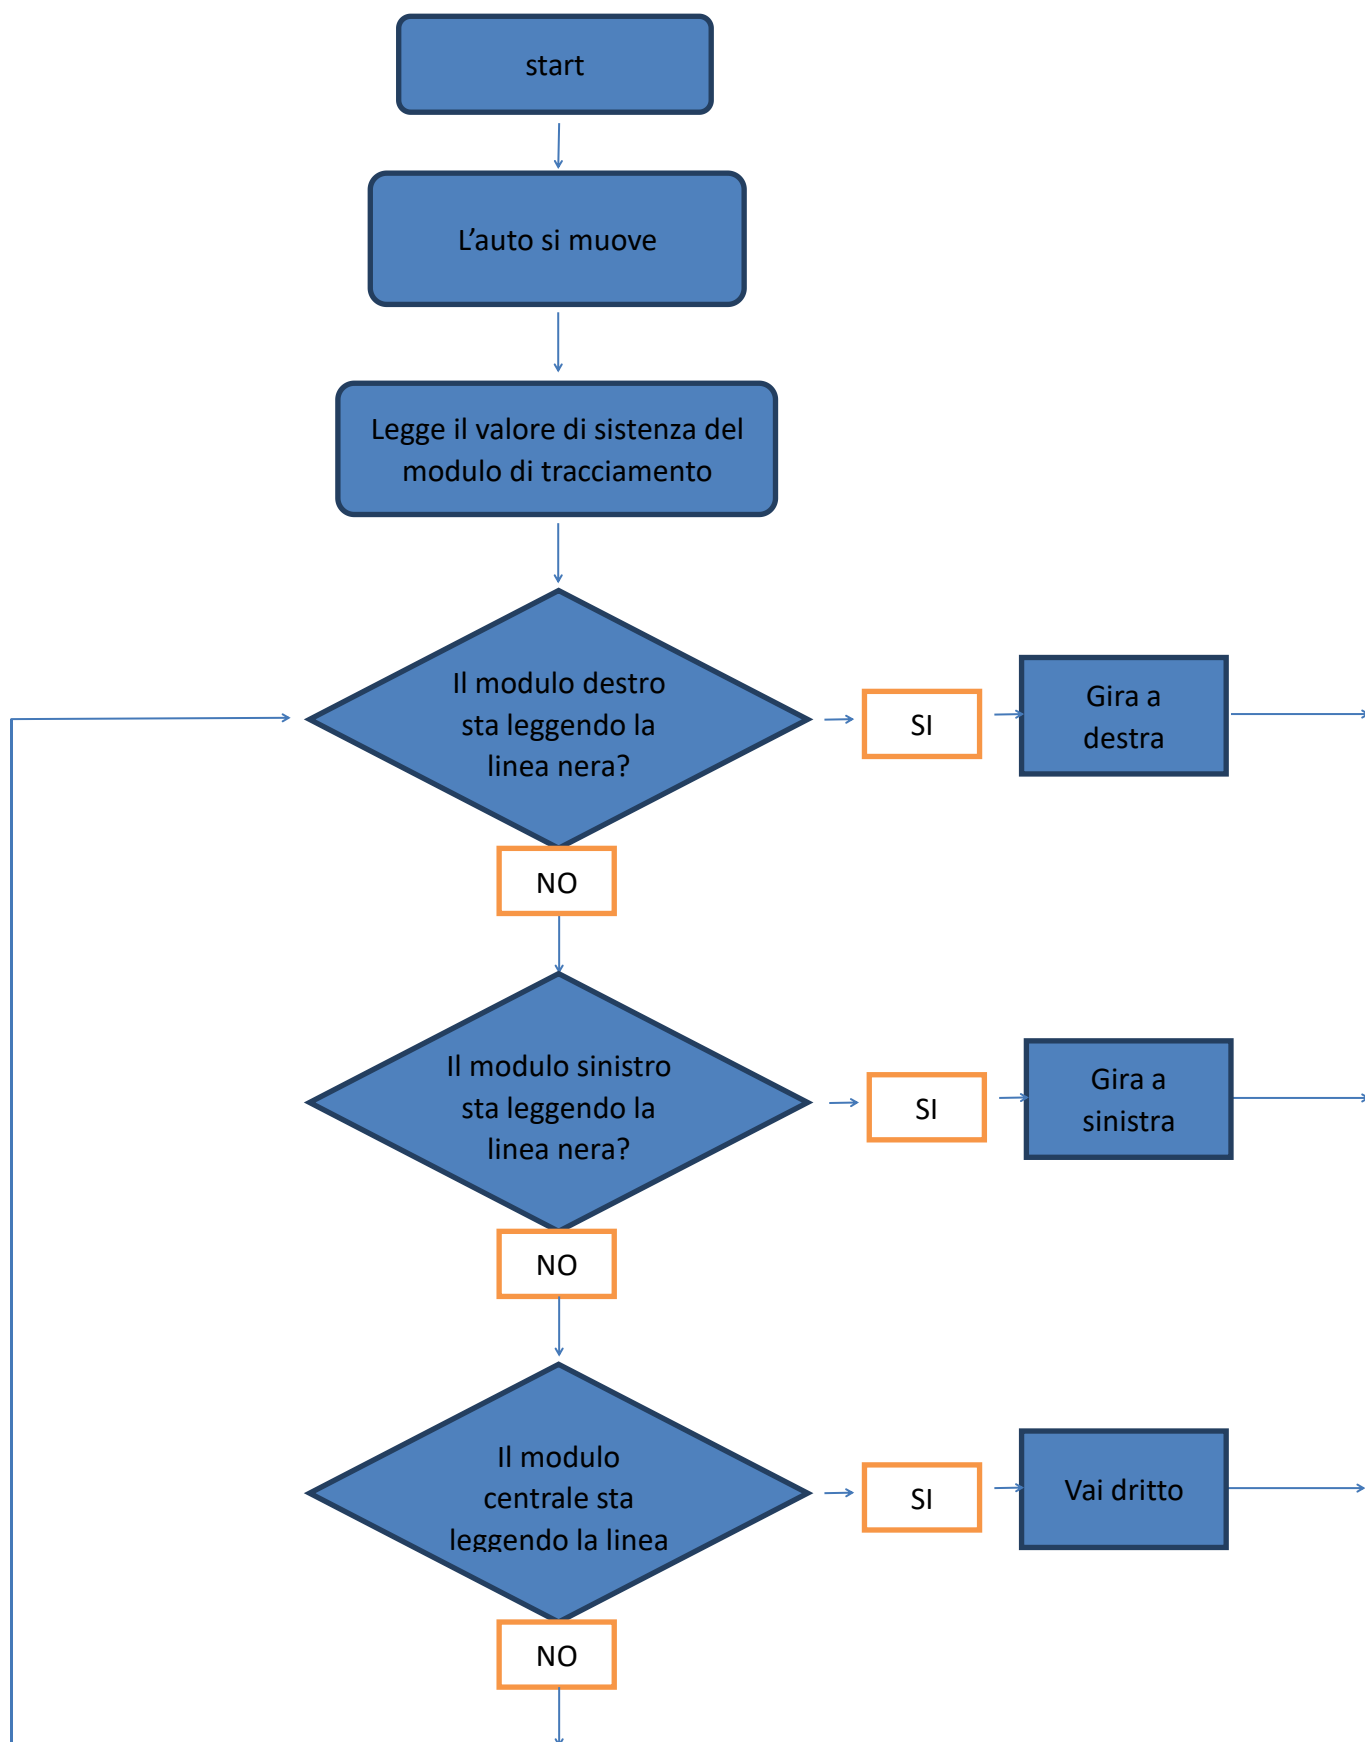 start
L’auto si muove
Legge il valore di sistenza del
modulo di tracciamento
Il modulo destro
sta leggendo la
linea nera?
SI
Gira a
destra
NO
Il modulo sinistro
sta leggendo la
linea nera?
SI
Gira a
sinistra
NO
Il modulo
centrale sta
leggendo la linea
SI
Vai dritto
NO